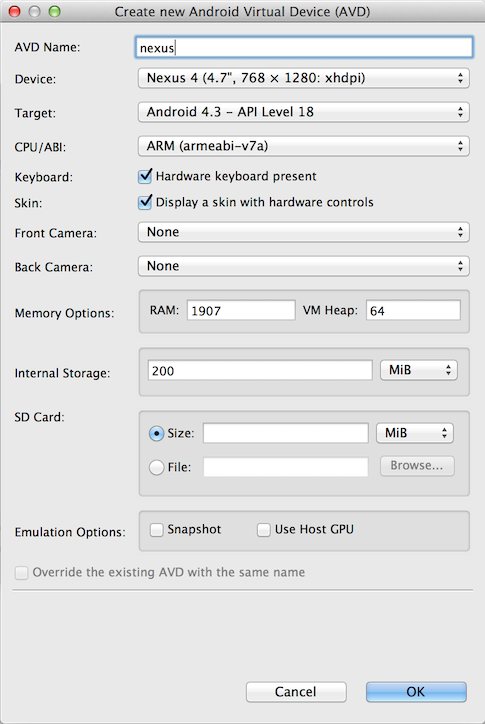 Create new Android Virtual Device (AVD)
AVD Name: nexus
Device: Nexus 4 (4.7", 768 × 1280: xhdpi)
Target: Android 4.3 – API Level 18
CPU/ABI: ARM (armeabi-v7a)
Keyboard: Hardware keyboard present
Skin: Display a skin with hardware controls
Front Camera: None
Back Camera: None
Memory Options: RAM: 1907 VM Heap: 64
Internal Storage: 200 MiB
SD Card:
Size: MiB
File: Browse...
Emulation Options: Snapshot Use Host GPU
Override the existing AVD with the same name
Cancel OK